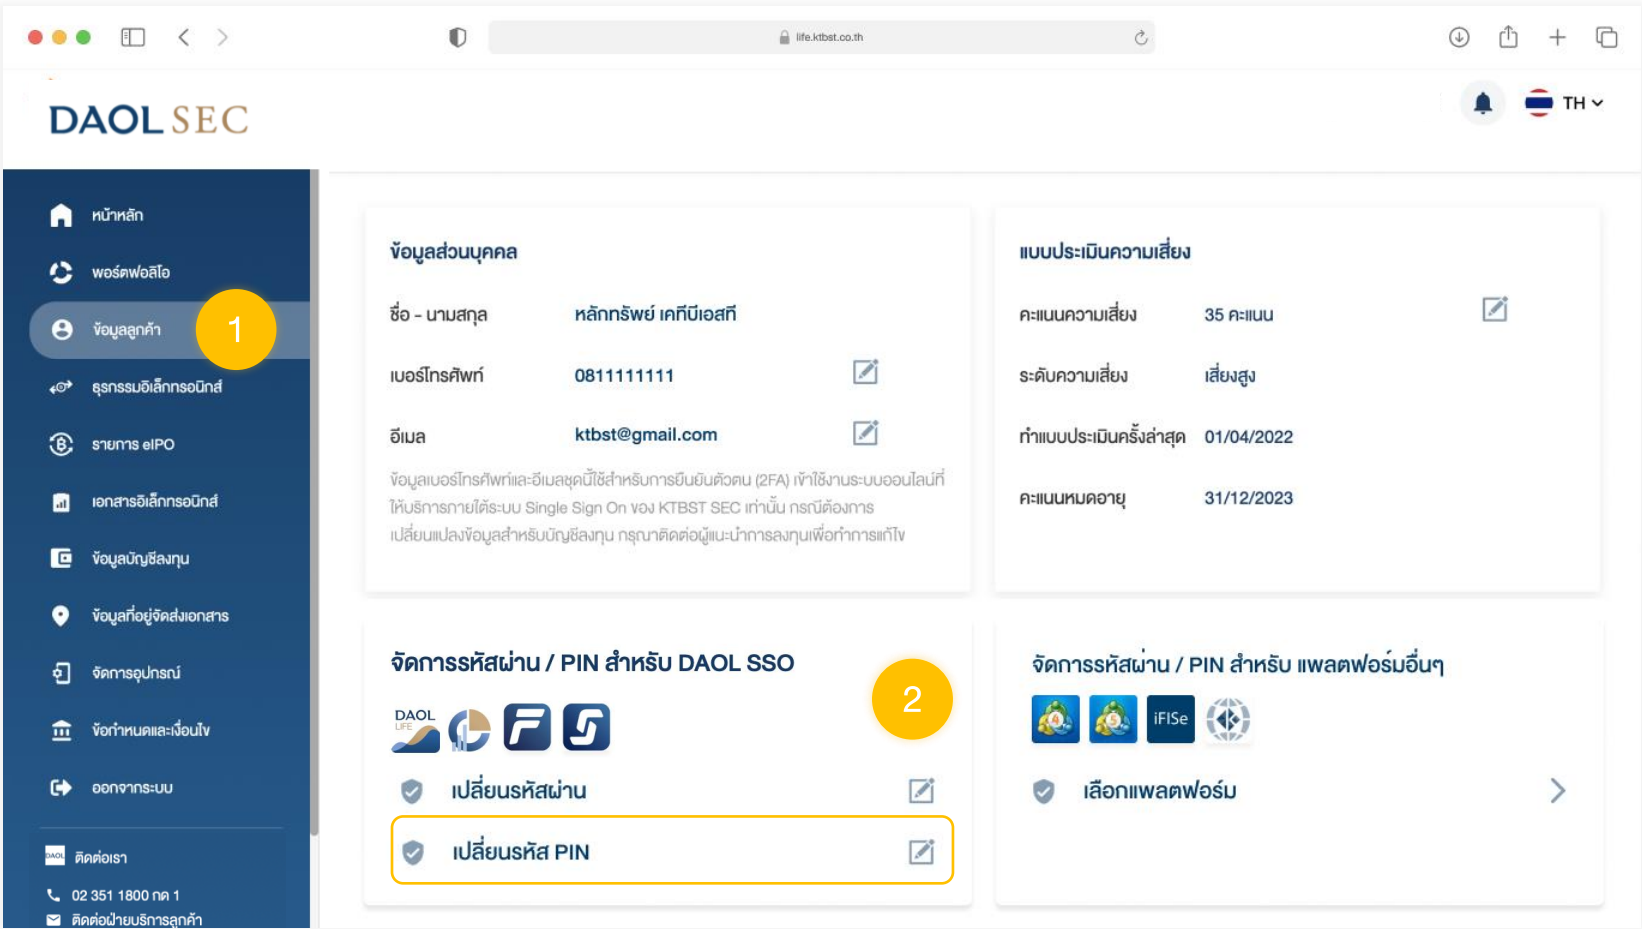 life.ktbst.co.th
DAOL SEC
TH
หน้าหลัก
พอร์ตฟอลิโอ
ข้อมูลลูกค้า
1
ธุรกรรมอิเล็กทรอนิกส์
รายการ eIPO
เอกสารอิเล็กทรอนิกส์
ข้อมูลบัญชีลงทุน
ข้อมูลที่อยู่จัดส่งเอกสาร
จัดการอุปกรณ์
ข้อกำหนดและเงื่อนไข
ออกจากระบบ
DAOL ติดต่อเรา
02 351 1800 กด 1
ติดต่อฝ่ายบริการลูกค้า
ข้อมูลส่วนบุคคล
ชื่อ - นามสกุล หลักทรัพย์ เคทีบีเอสที
เบอร์โทรศัพท์ 0811111111
อีเมล ktbst@gmail.com
ข้อมูลเบอร์โทรศัพท์และอีเมลชุดนี้ใช้สำหรับการยืนยันตัวตน (2FA) เข้าใช้งานระบบออนไลน์ที่
ให้บริการภายใต้ระบบ Single Sign On ของ KTBST SEC เท่านั้น กรณีต้องการ
เปลี่ยนแปลงข้อมูลสำหรับบัญชีลงทุน กรุณาติดต่อผู้แนะนำการลงทุนเพื่อทำการแก้ไข
แบบประเมินความเสี่ยง
คะแนนความเสี่ยง 35 คะแนน
ระดับความเสี่ยง เสี่ยงสูง
ทำแบบประเมินครั้งล่าสุด 01/04/2022
คะแนนหมดอายุ 31/12/2023
จัดการรหัสผ่าน / PIN สำหรับ DAOL SSO
2
DAOL
LIFE
เปลี่ยนรหัสผ่าน
เปลี่ยนรหัส PIN
จัดการรหัสผ่าน / PIN สำหรับ แพลตฟอร์มอื่นๆ
4 5 iFISe
เลือกแพลตฟอร์ม